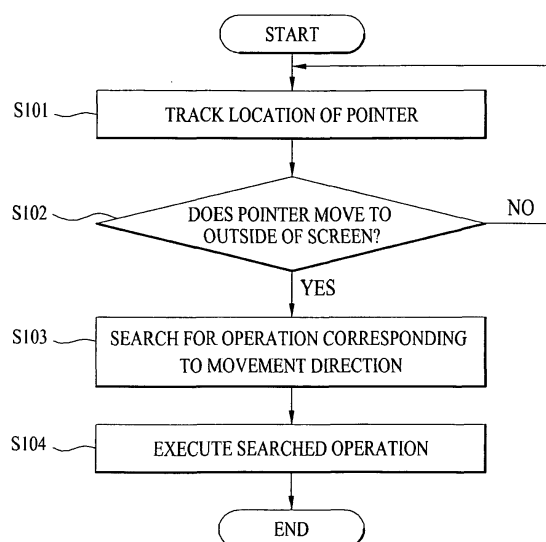 START
S101
TRACK LOCATION OF POINTER
S102
DOES POINTER MOVE TO
OUTSIDE OF SCREEN?
NO
YES
S103
SEARCH FOR OPERATION CORRESPONDING
TO MOVEMENT DIRECTION
S104
EXECUTE SEARCHED OPERATION
END